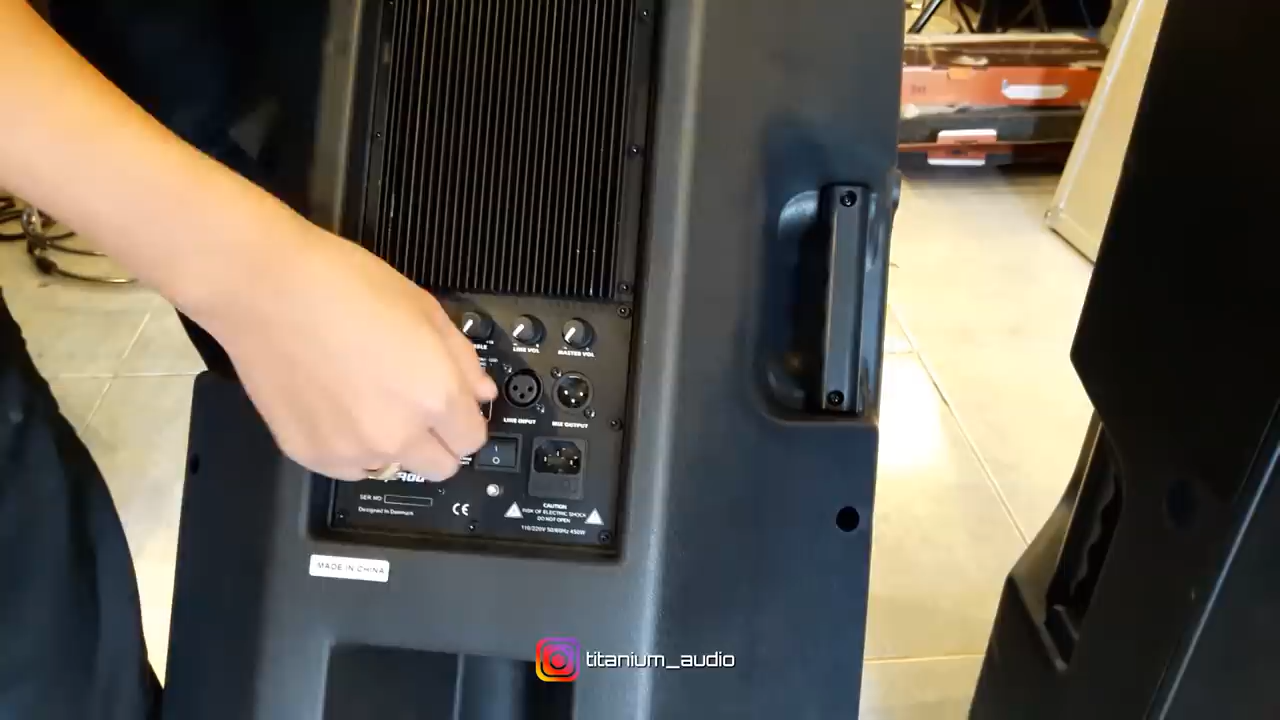 LINE VOL
MASTER VOL
LINE INPUT
MIX OUTPUT
I
O
SER. NO.
Designed in Denmark
CE
CAUTION
RISK OF ELECTRIC SHOCK
DO NOT OPEN
110/220V 50/60Hz 450W
MADE IN CHINA
titanium_audio